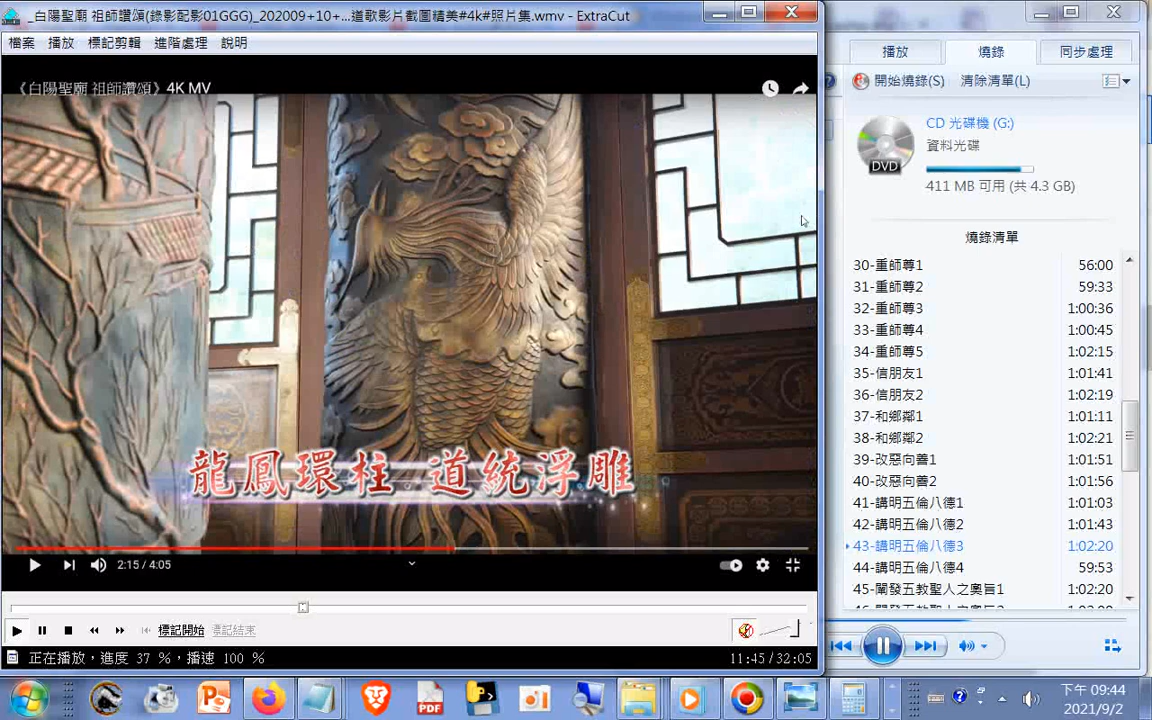 _白陽聖廟 祖師讚頌(錄影配影01GGG)_202009+10+...道歌影片截圖精美#4k#照片集.wmv - ExtraCut
檔案 播放 標記剪輯 進階處理 說明
《白陽聖廟 祖師讚頌》4K MV
龍鳳環柱 道統浮雕
2:15 / 4:05
標記開始 標記結束
正在播放，進度 37 %，播速 100 %
11:45 / 32:05
播放 燒錄 同步處理
開始燒錄(S) 清除清單(L)
CD 光碟機 (G:)
資料光碟
DVD
411 MB 可用 (共 4.3 GB)
燒錄清單
30-重師尊1 56:00
31-重師尊2 59:33
32-重師尊3 1:00:36
33-重師尊4 1:00:45
34-重師尊5 1:02:15
35-信朋友1 1:01:41
36-信朋友2 1:02:19
37-和鄉鄰1 1:01:11
38-和鄉鄰2 1:02:21
39-改惡向善1 1:01:51
40-改惡向善2 1:01:56
41-講明五倫八德1 1:01:03
42-講明五倫八德2 1:01:43
43-講明五倫八德3 1:02:20
44-講明五倫八德4 59:53
45-闡發五教聖人之奧旨1 1:02:20
PDF
下午 09:44
2021/9/2